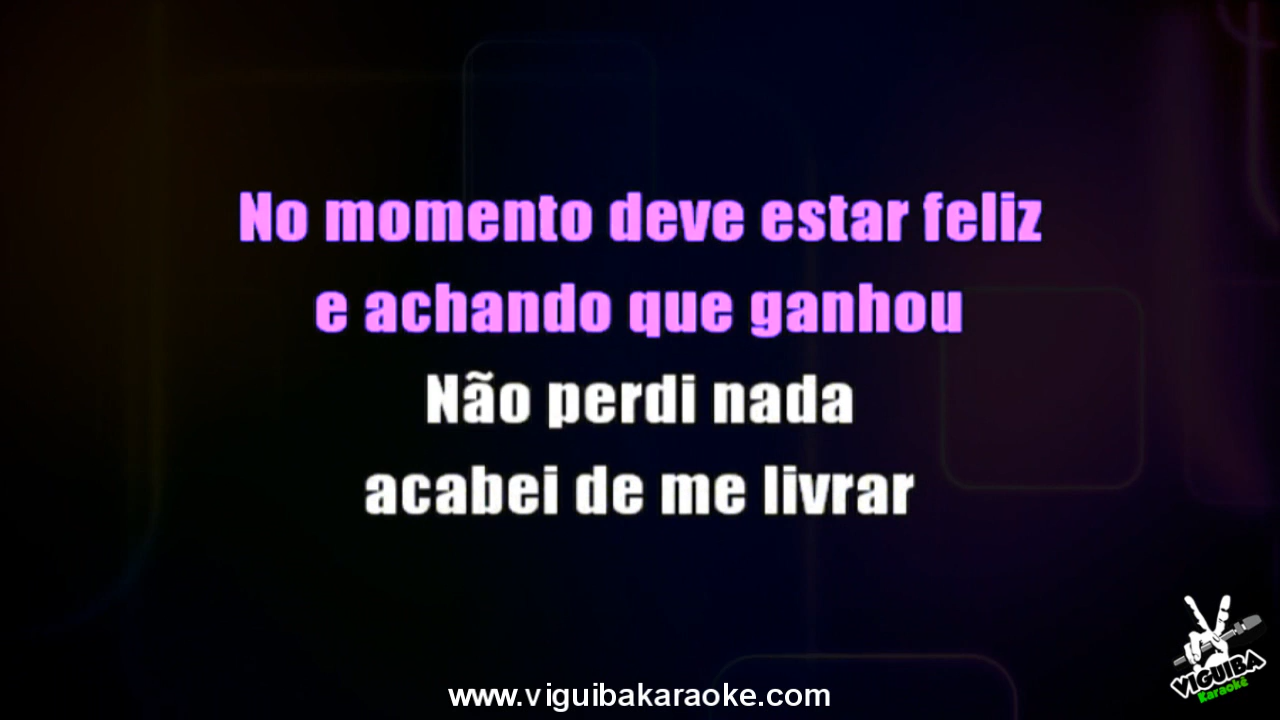 No momento deve estar feliz
e achando que ganhou
Não perdi nada
acabei de me livrar
www.viguibakaraoke.com
VIGUIBA
Karaokê